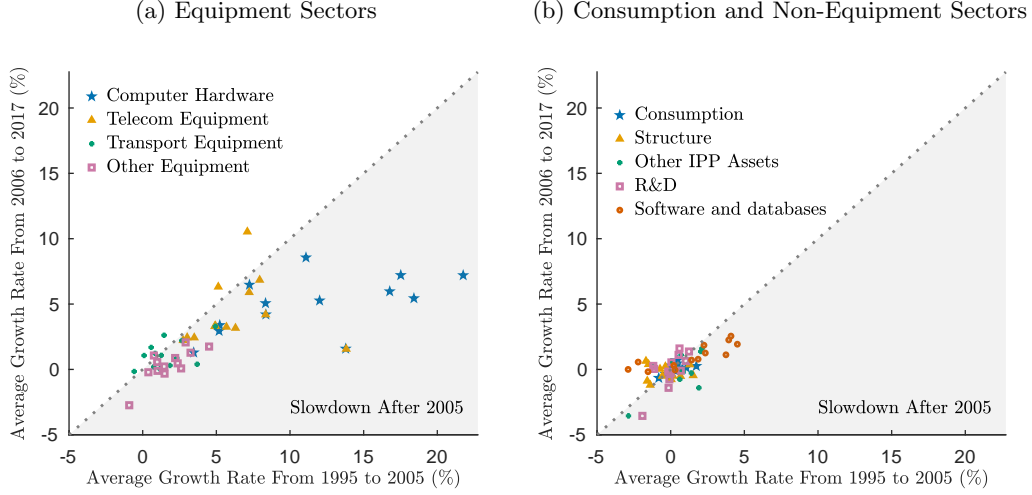 (a) Equipment Sectors
Average Growth Rate From 2006 to 2017 (%)
20
15
10
5
0
-5
Computer Hardware
Telecom Equipment
Transport Equipment
Other Equipment
Slowdown After 2005
-5 0 5 10 15 20
Average Growth Rate From 1995 to 2005 (%)
(b) Consumption and Non-Equipment Sectors
Average Growth Rate From 2006 to 2017 (%)
20
15
10
5
0
-5
Consumption
Structure
Other IPP Assets
R&D
Software and databases
Slowdown After 2005
-5 0 5 10 15 20
Average Growth Rate From 1995 to 2005 (%)